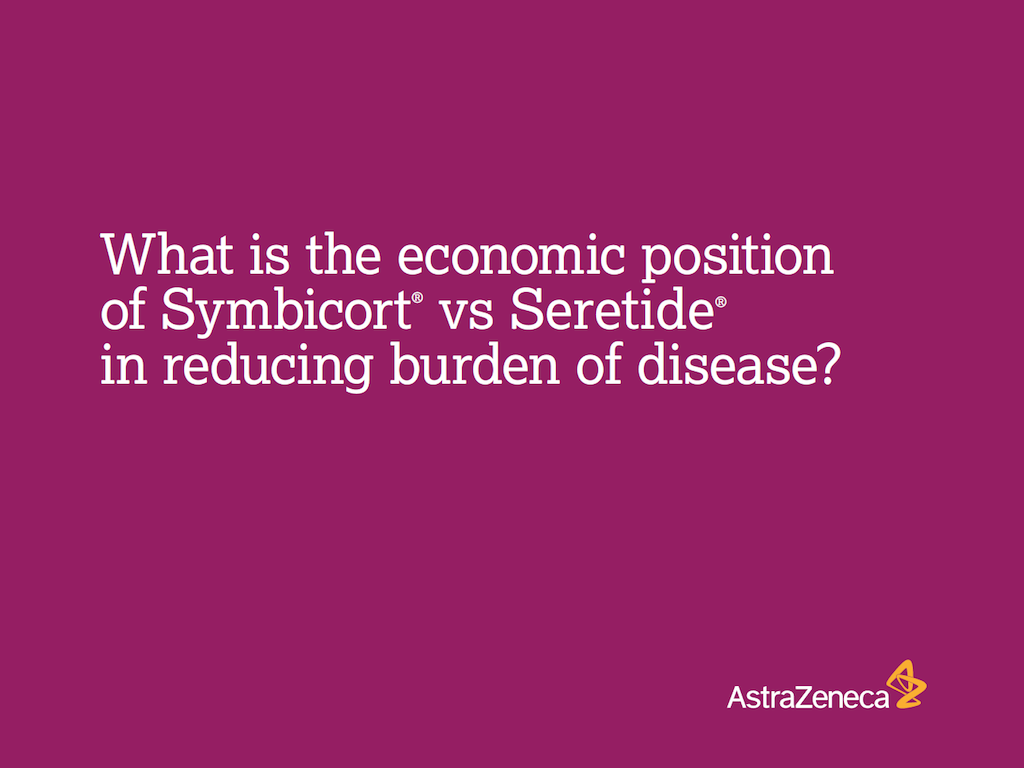 What is the economic position
of Symbicort® vs Seretide®
in reducing burden of disease?
AstraZeneca